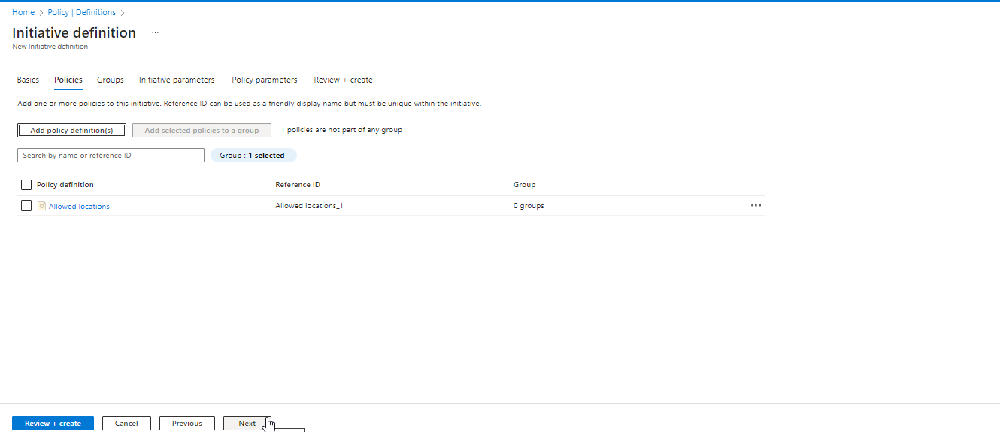 Home > Policy | Definitions >
Initiative definition ...
New Initiative definition
Basics Policies Groups Initiative parameters Policy parameters Review + create
Add one or more policies to this initiative. Reference ID can be used as a friendly display name but must be unique within the initiative.
Add policy definition(s) Add selected policies to a group 1 policies are not part of any group
Search by name or reference ID Group : 1 selected
Policy definition Reference ID Group
Allowed locations Allowed locations_1 0 groups
Review + create Cancel Previous Next